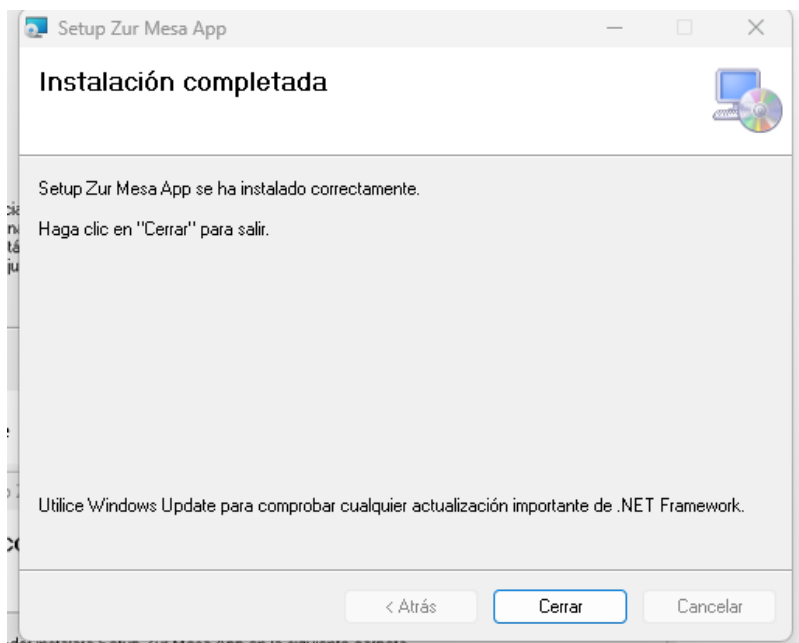 Setup Zur Mesa App
Instalación completada
Setup Zur Mesa App se ha instalado correctamente.
Haga clic en "Cerrar" para salir.
Utilice Windows Update para comprobar cualquier actualización importante de .NET Framework.
< Atrás
Cerrar
Cancelar